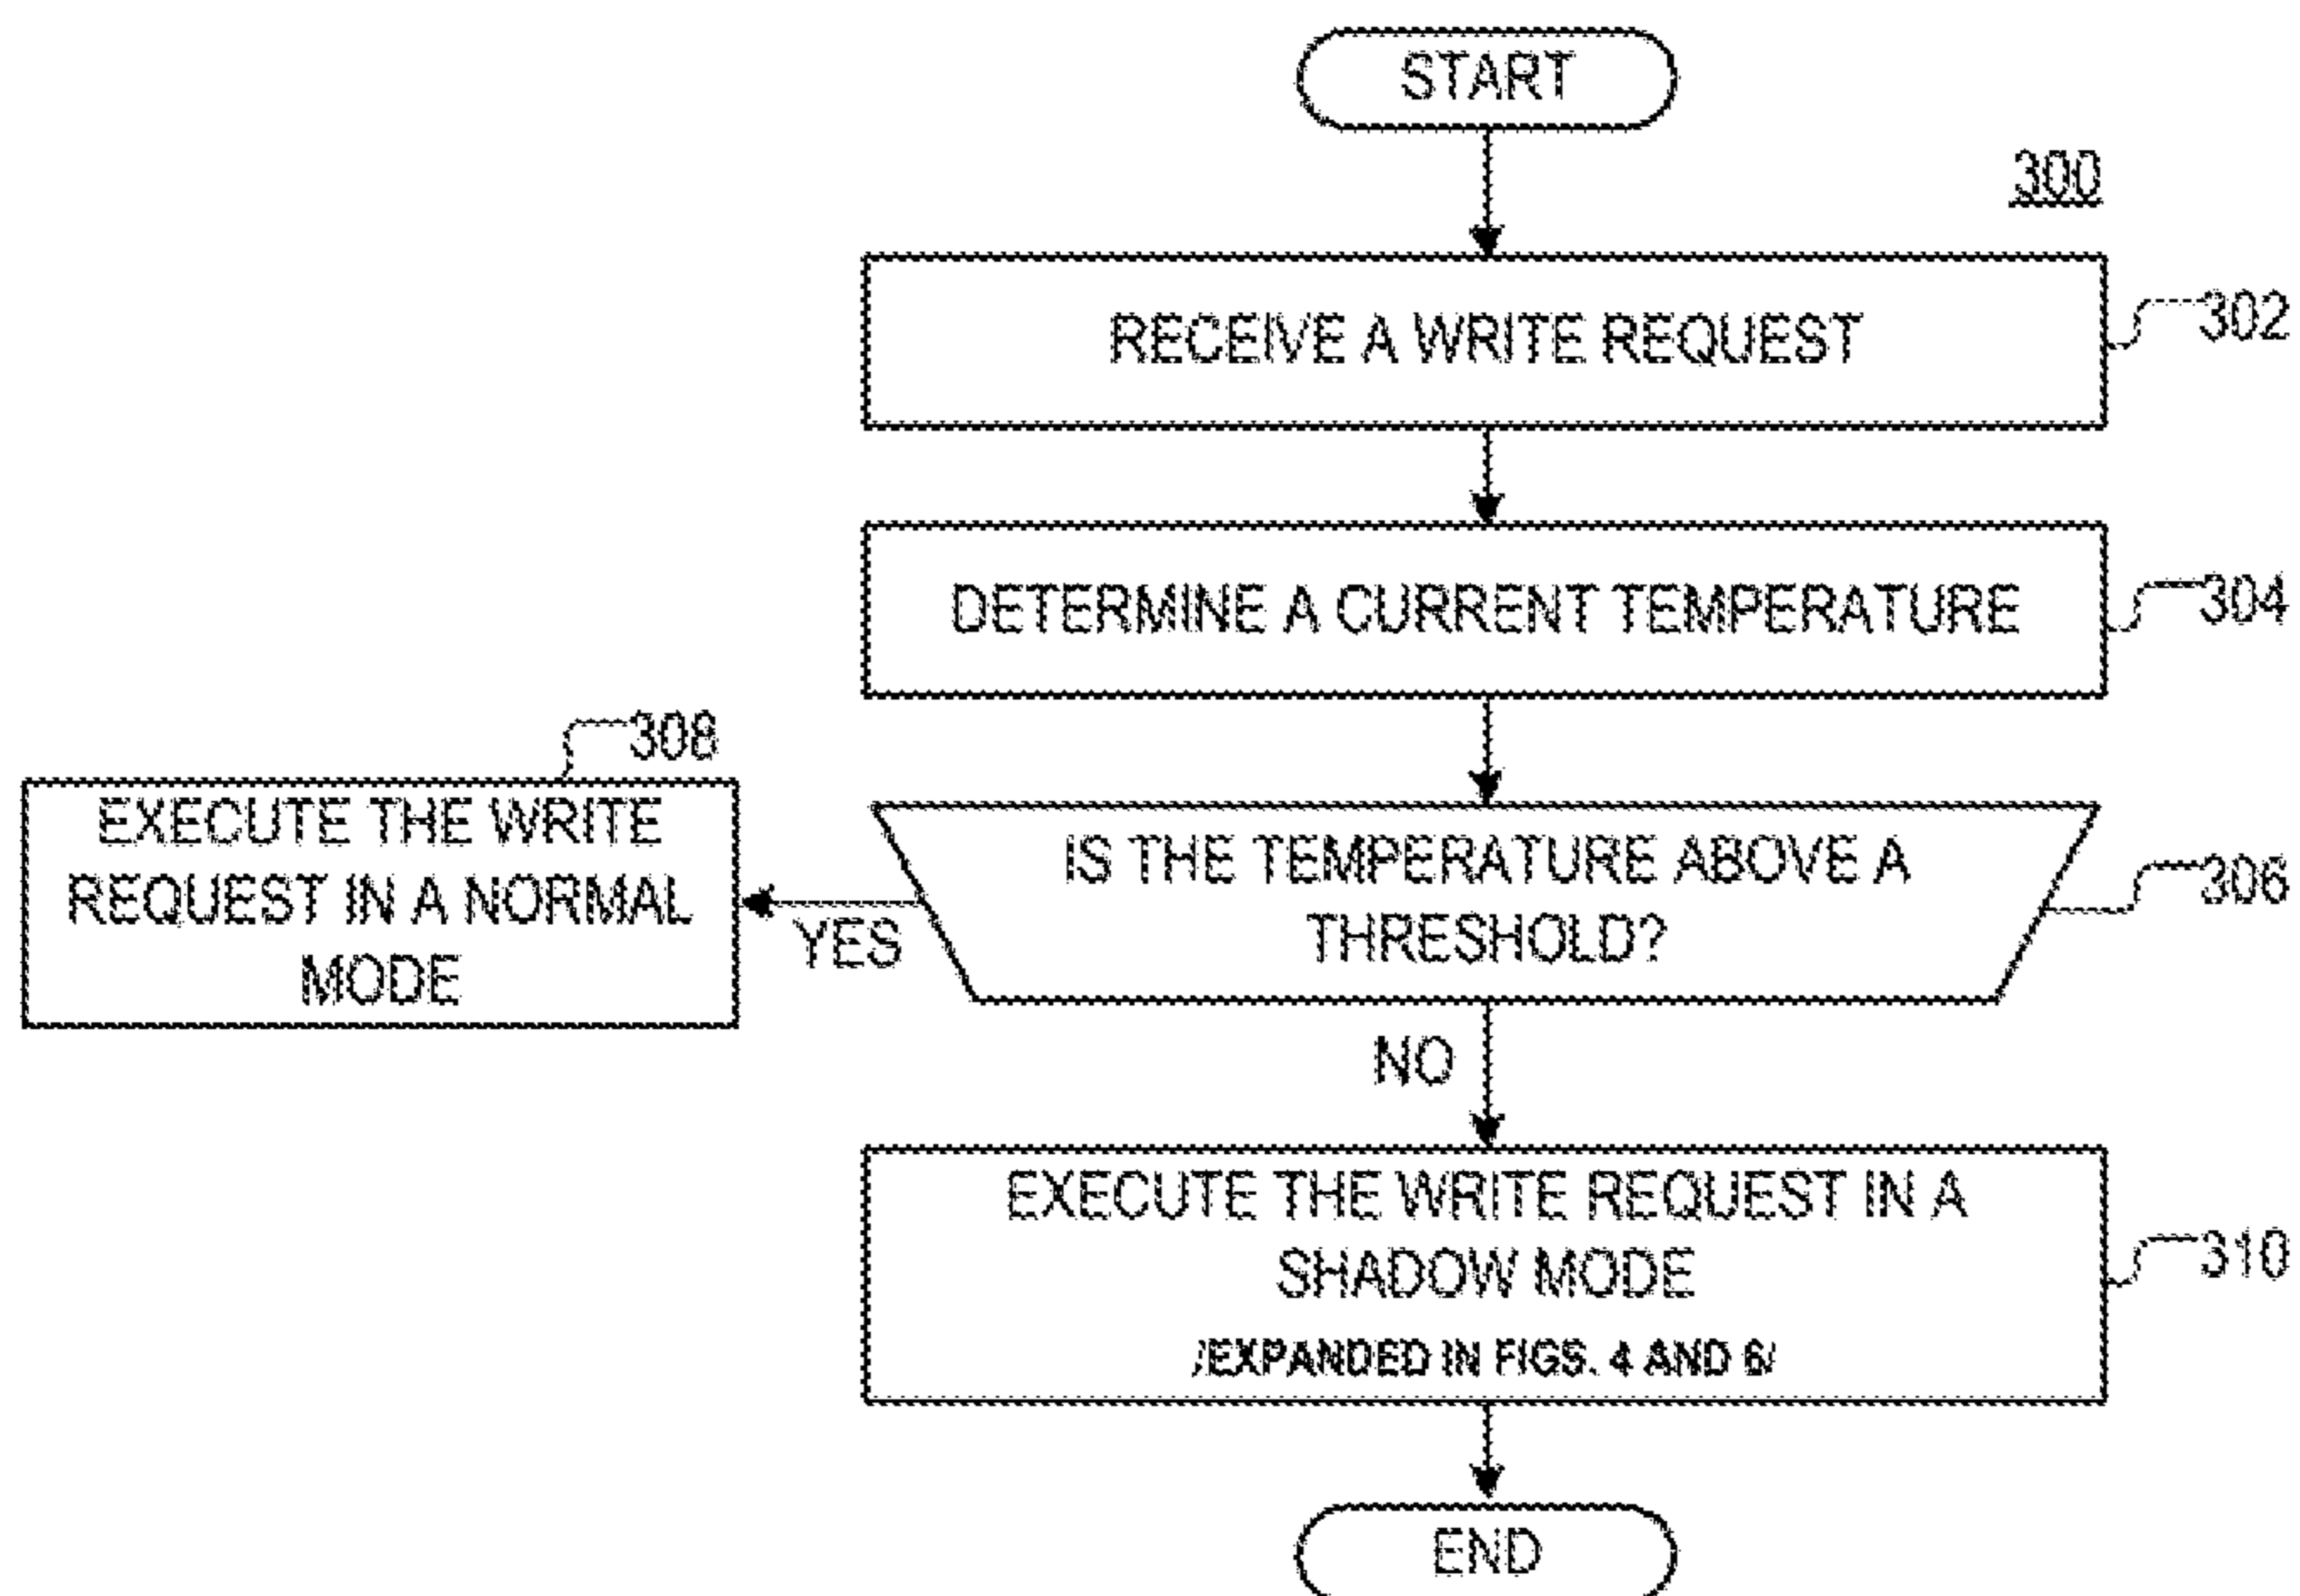 START
300
RECEIVE A WRITE REQUEST
302
DETERMINE A CURRENT TEMPERATURE
304
308
EXECUTE THE WRITE
REQUEST IN A NORMAL
MODE
YES
IS THE TEMPERATURE ABOVE A
THRESHOLD?
306
NO
EXECUTE THE WRITE REQUEST IN A
SHADOW MODE
/EXPANDED IN FIGS. 4 AND 6/
310
END